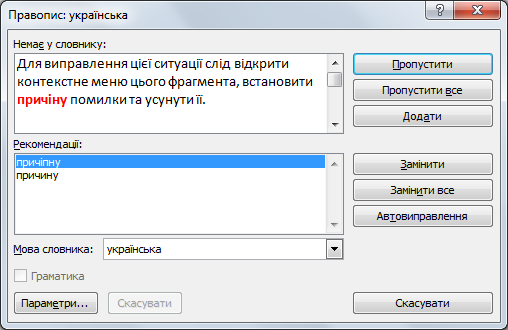 Правопис: українська
Немає у словнику:
Для виправлення цієї ситуації слід відкрити
контекстне меню цього фрагмента, встановити
причіну помилки та усунути її.
Пропустити
Пропустити все
Додати
Рекомендації:
причіпну
причину
Замінити
Замінити все
Автовиправлення
Мова словника: українська
Граматика
Параметри... Скасувати Скасувати